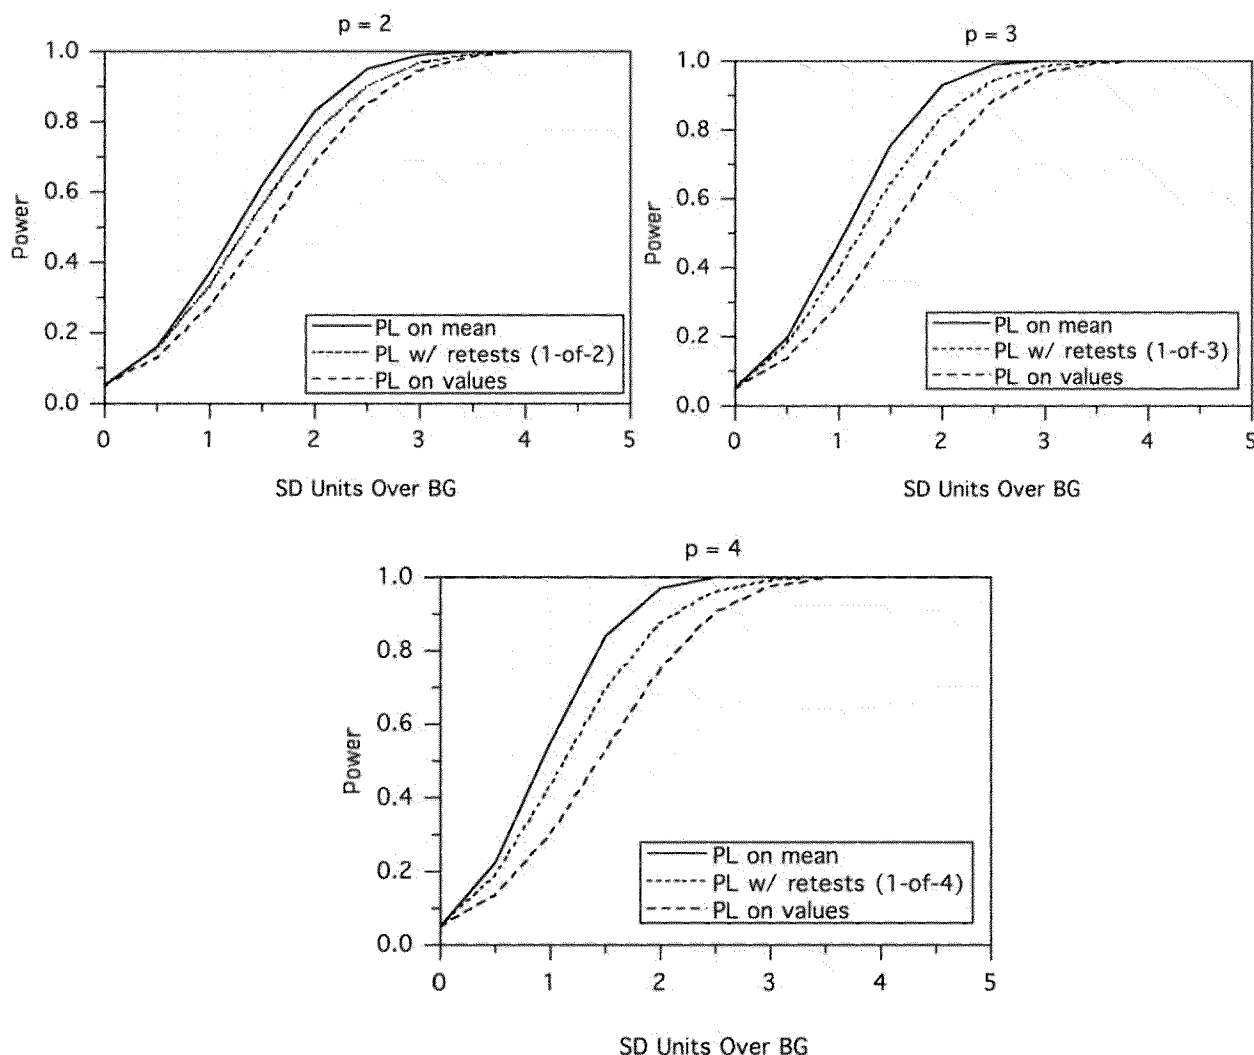 p = 2
1.0
0.8
0.6
0.4
0.2
0.0
Power
PL on mean
PL w/ retests (1-of-2)
PL on values
0 1 2 3 4 5
SD Units Over BG
p = 3
1.0
0.8
0.6
0.4
0.2
0.0
Power
PL on mean
PL w/ retests (1-of-3)
PL on values
0 1 2 3 4 5
SD Units Over BG
p = 4
1.0
0.8
0.6
0.4
0.2
0.0
Power
PL on mean
PL w/ retests (1-of-4)
PL on values
0 1 2 3 4 5
SD Units Over BG